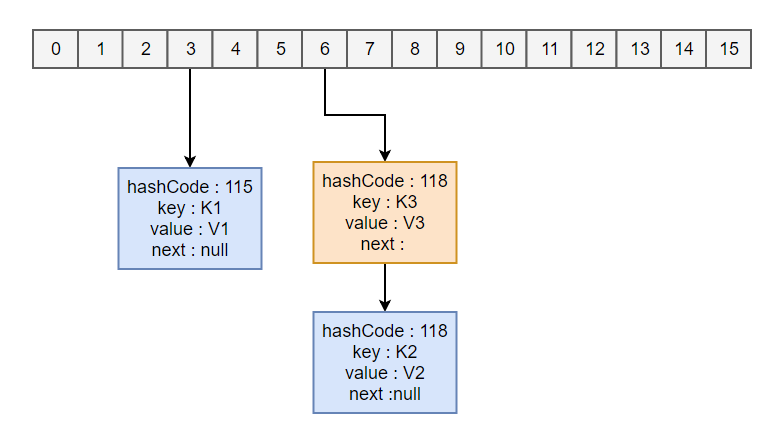 0 1 2 3 4 5 6 7 8 9 10 11 12 13 14 15
hashCode : 115
key : K1
value : V1
next : null
hashCode : 118
key : K3
value : V3
next :
hashCode : 118
key : K2
value : V2
next :null